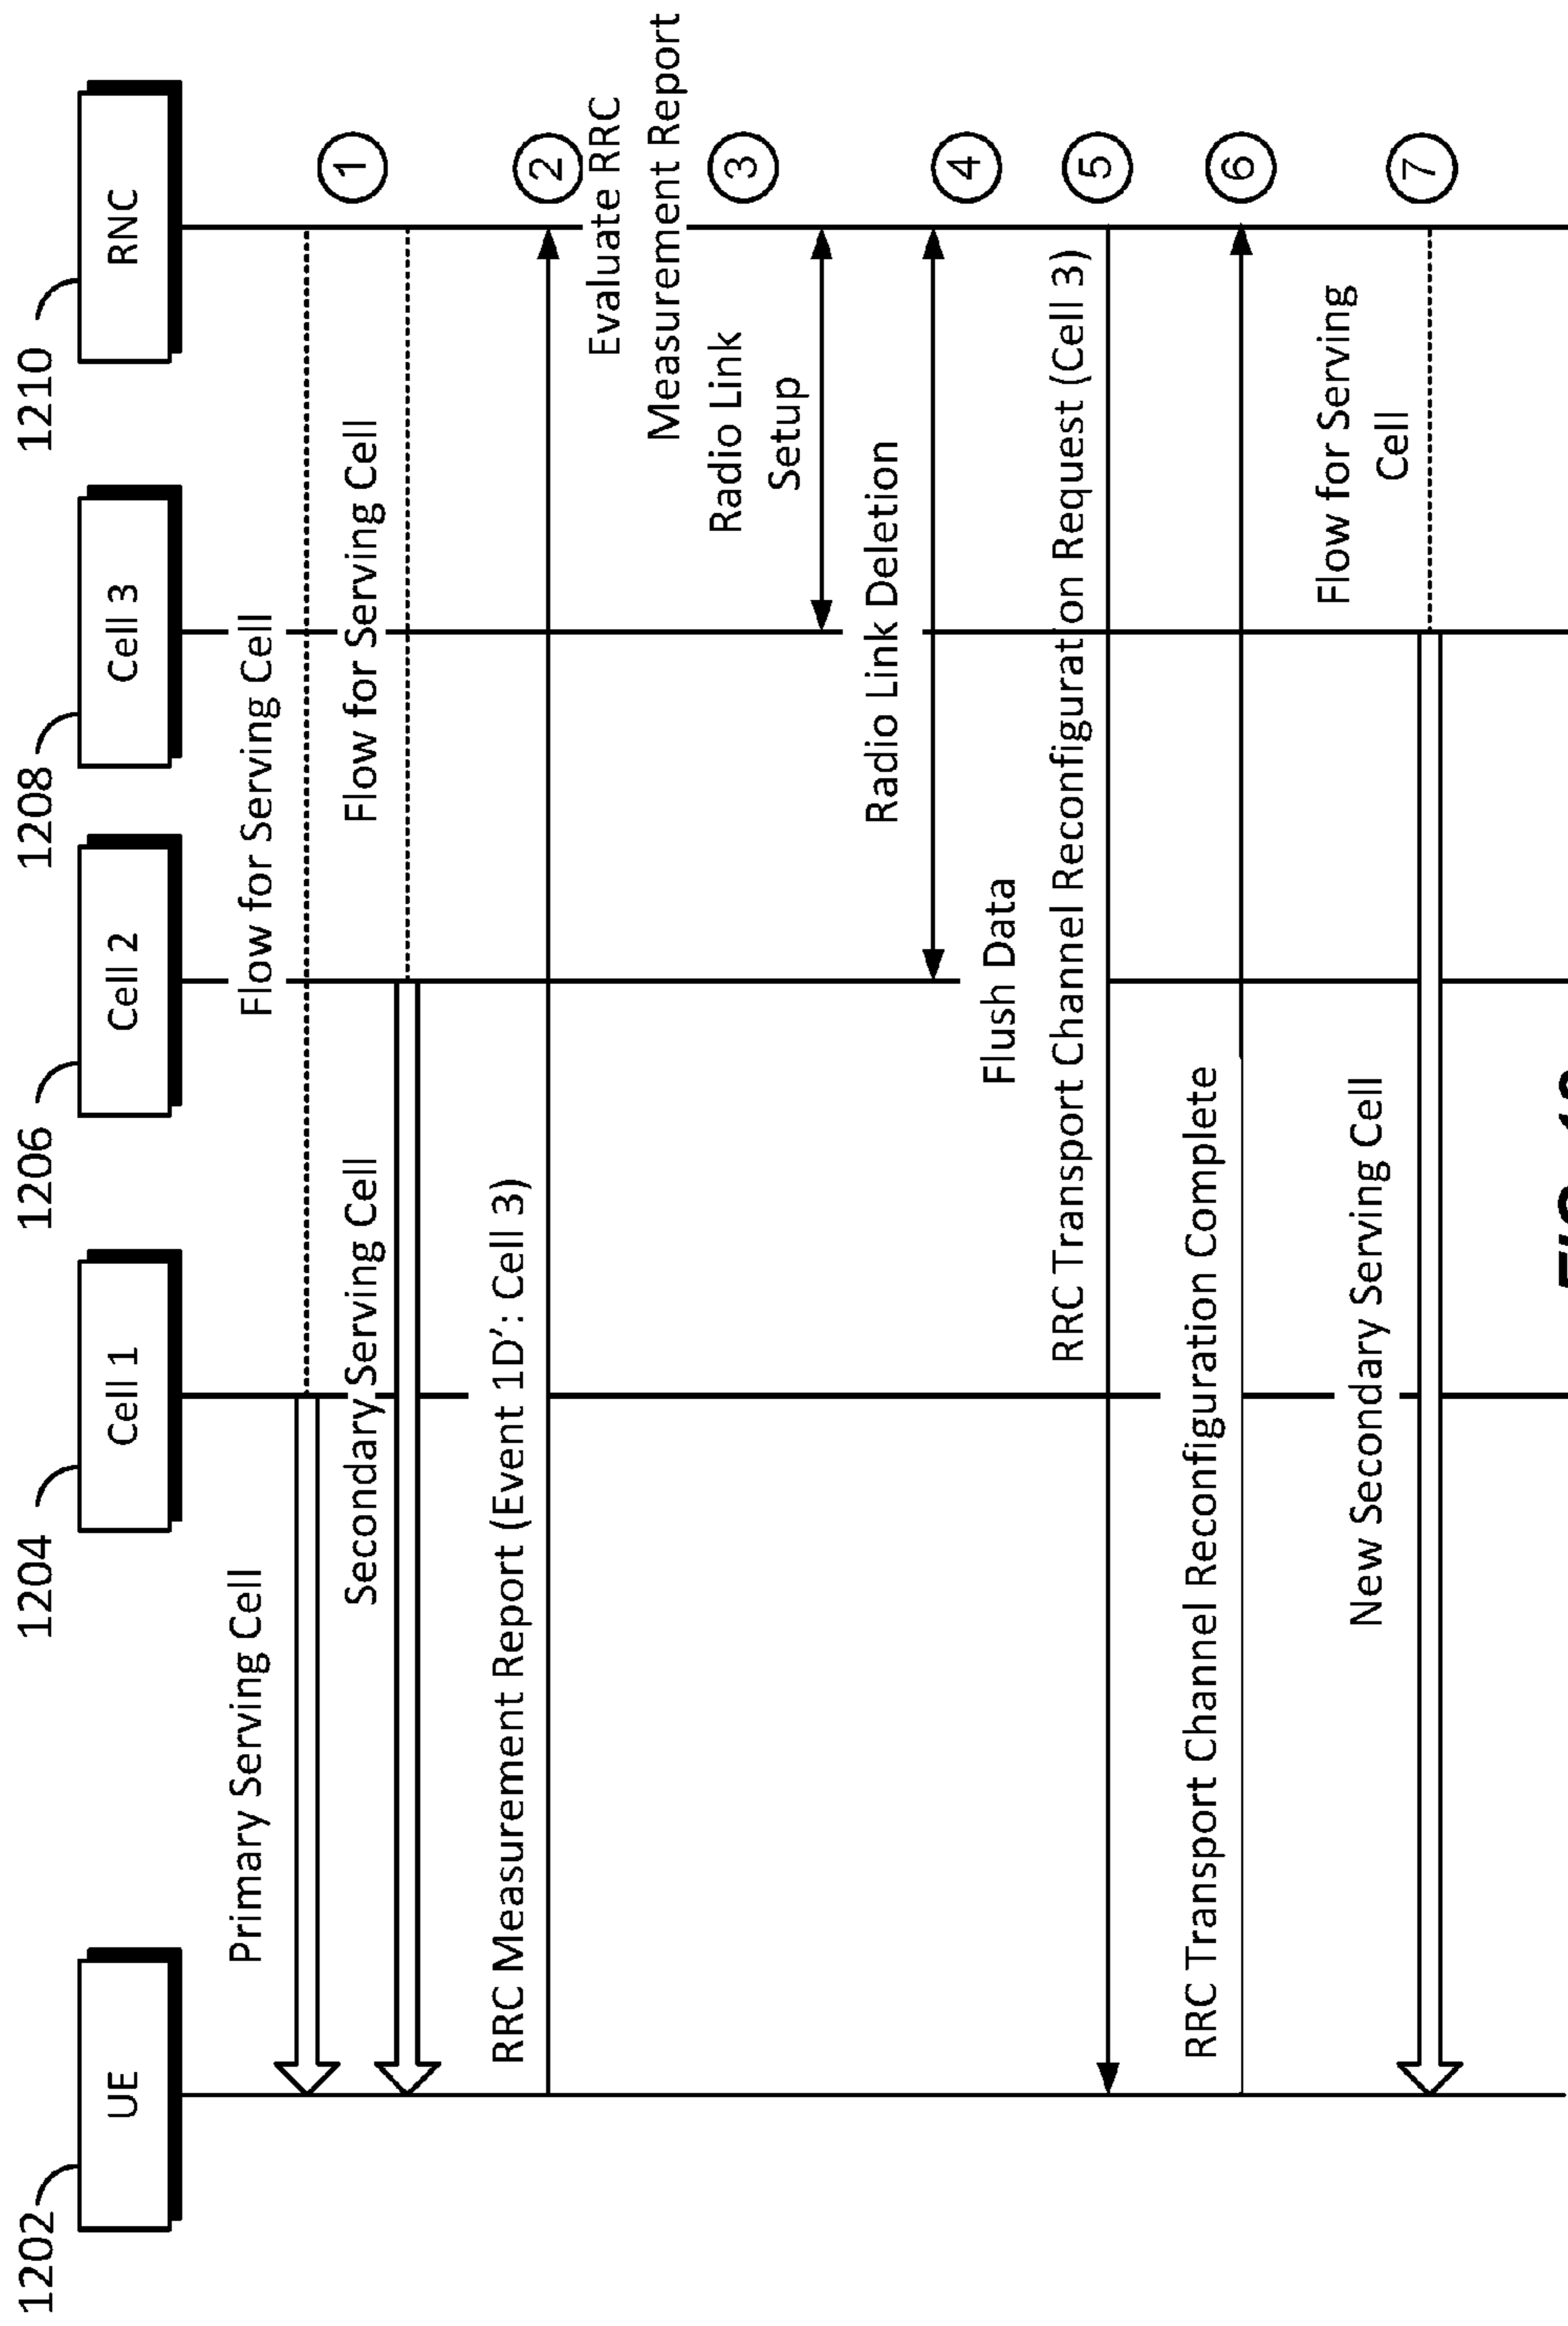 1202
UE
1204
Cell 1
1206
Cell 2
1208
Cell 3
1210
RNC
Primary Serving Cell
Flow for Serving Cell
Secondary Serving Cell
Flow for Serving Cell
1
RRC Measurement Report (Event 1D′: Cell 3)
2
Evaluate RRC
Measurement Report
Radio Link
Setup
3
Radio Link Deletion
4
Flush Data
RRC Transport Channel Reconfiguration Request (Cell 3)
5
RRC Transport Channel Reconfiguration Complete
6
New Secondary Serving Cell
Flow for Serving
Cell
7